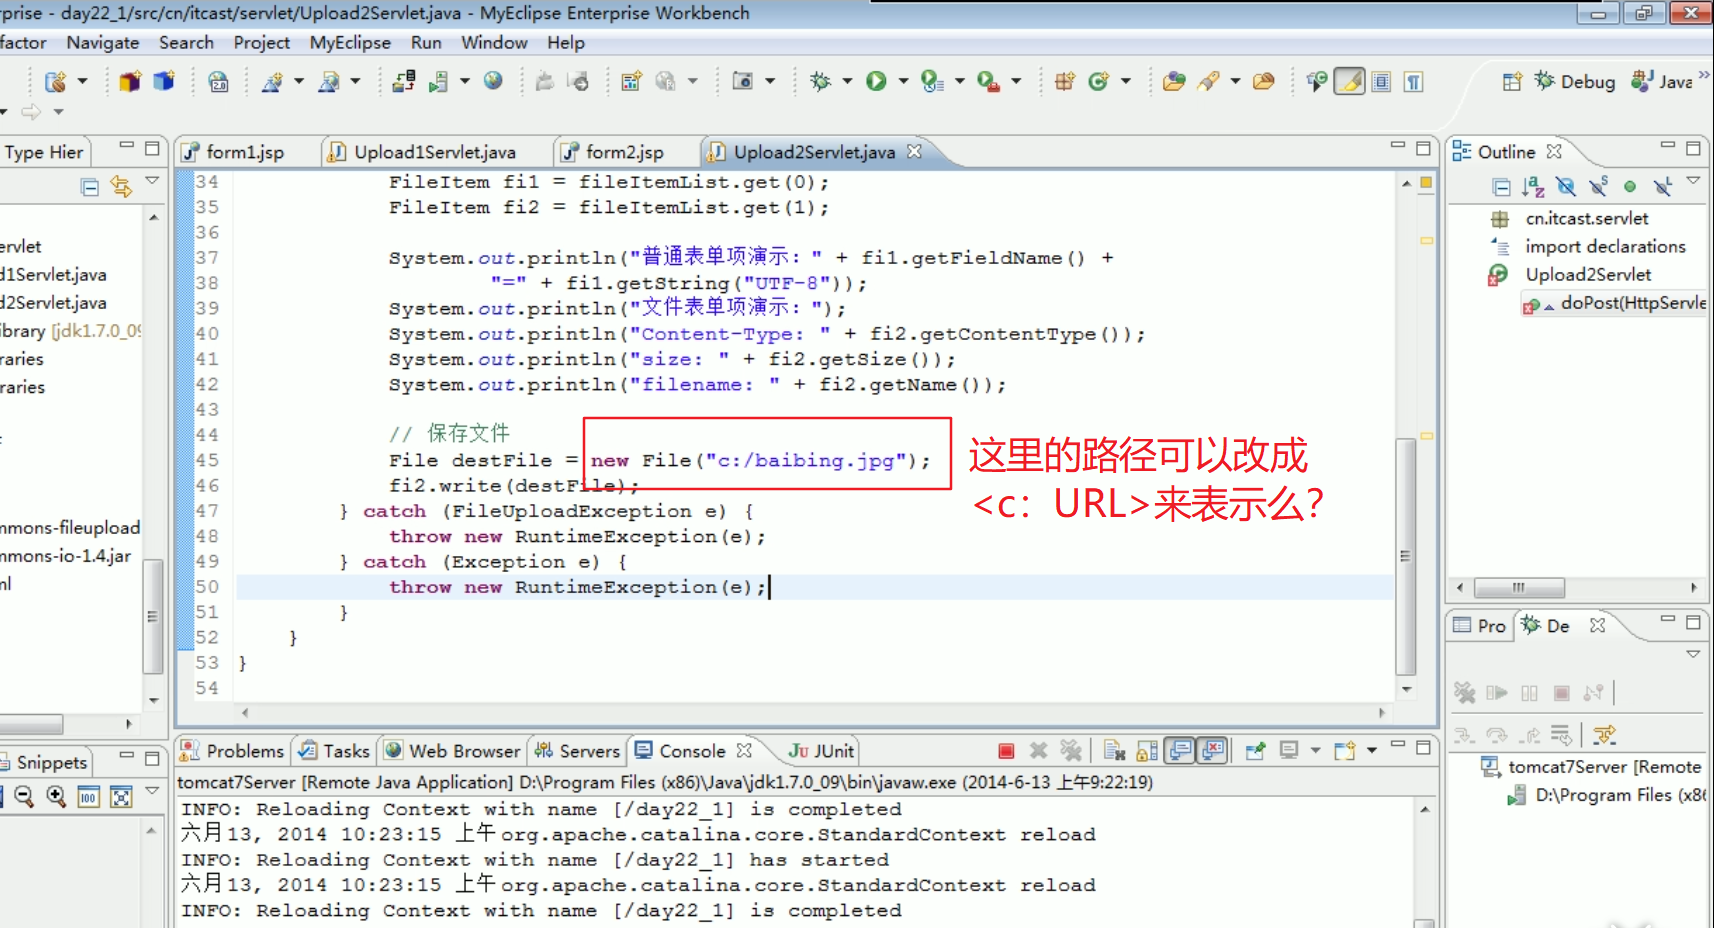 rprise - day22_1/src/cn/itcast/servlet/Upload2Servlet.java - MyEclipse Enterprise Workbench
factor Navigate Search Project MyEclipse Run Window Help
Debug Java
Type Hier
form1.jsp Upload1Servlet.java form2.jsp Upload2Servlet.java
Outline
ervlet
d1Servlet.java
d2Servlet.java
ibrary [jdk1.7.0_09
raries
raries
mmons-fileupload
mmons-io-1.4.jar
ml
34 FileItem fi1 = fileItemList.get(0);
35 FileItem fi2 = fileItemList.get(1);
36
37 System.out.println("普通表单项演示: " + fi1.getFieldName() +
38 "=" + fi1.getString("UTF-8"));
39 System.out.println("文件表单项演示: ");
40 System.out.println("Content-Type: " + fi2.getContentType());
41 System.out.println("size: " + fi2.getSize());
42 System.out.println("filename: " + fi2.getName());
43
44 // 保存文件
45 File destFile = new File("c:/baibing.jpg");
46 fi2.write(destFile);
47 } catch (FileUploadException e) {
48 throw new RuntimeException(e);
49 } catch (Exception e) {
50 throw new RuntimeException(e);
51 }
52 }
53 }
54
这里的路径可以改成
<c：URL>来表示么？
cn.itcast.servlet
import declarations
Upload2Servlet
doPost(HttpServle
Pro De
tomcat7Server [Remote
D:\Program Files (x86
Snippets
100
Problems Tasks Web Browser Servers Console JUnit
tomcat7Server [Remote Java Application] D:\Program Files (x86)\Java\jdk1.7.0_09\bin\javaw.exe (2014-6-13 上午9:22:19)
INFO: Reloading Context with name [/day22_1] is completed
六月 13, 2014 10:23:15 上午 org.apache.catalina.core.StandardContext reload
INFO: Reloading Context with name [/day22_1] has started
六月 13, 2014 10:23:15 上午 org.apache.catalina.core.StandardContext reload
INFO: Reloading Context with name [/day22_1] is completed